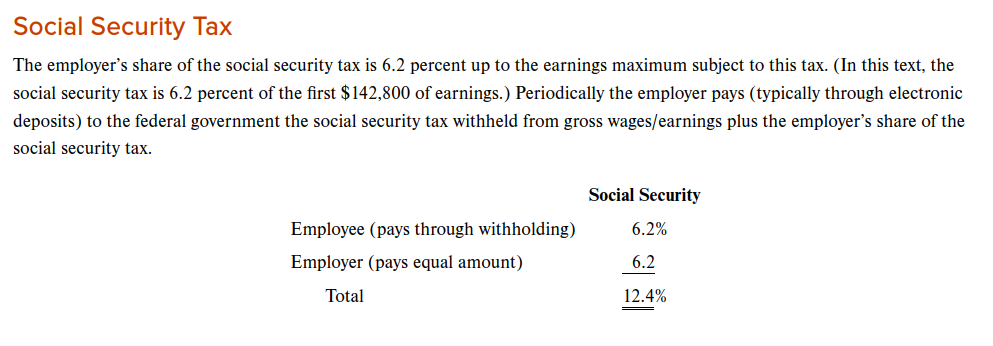 Social Security Tax
The employer’s share of the social security tax is 6.2 percent up to the earnings maximum subject to this tax. (In this text, the
social security tax is 6.2 percent of the first $142,800 of earnings.) Periodically the employer pays (typically through electronic
deposits) to the federal government the social security tax withheld from gross wages/earnings plus the employer’s share of the
social security tax.
Social Security
Employee (pays through withholding) 6.2%
Employer (pays equal amount) 6.2
Total 12.4%